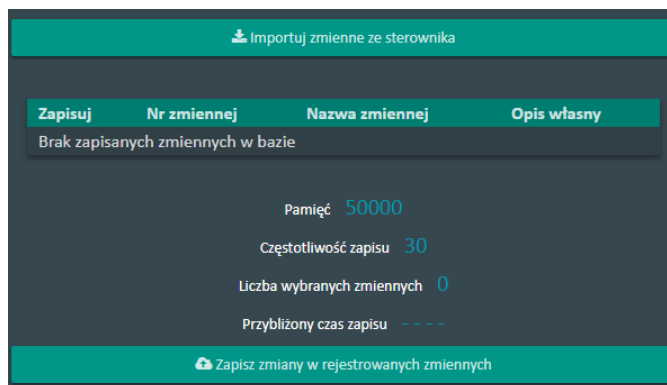 Importuj zmienne ze sterownika
Zapisuj Nr zmiennej Nazwa zmiennej Opis własny
Brak zapisanych zmiennych w bazie
Pamięć 50000
Częstotliwość zapisu 30
Liczba wybranych zmiennych 0
Przybliżony czas zapisu ----
Zapisz zmiany w rejestrowanych zmiennych